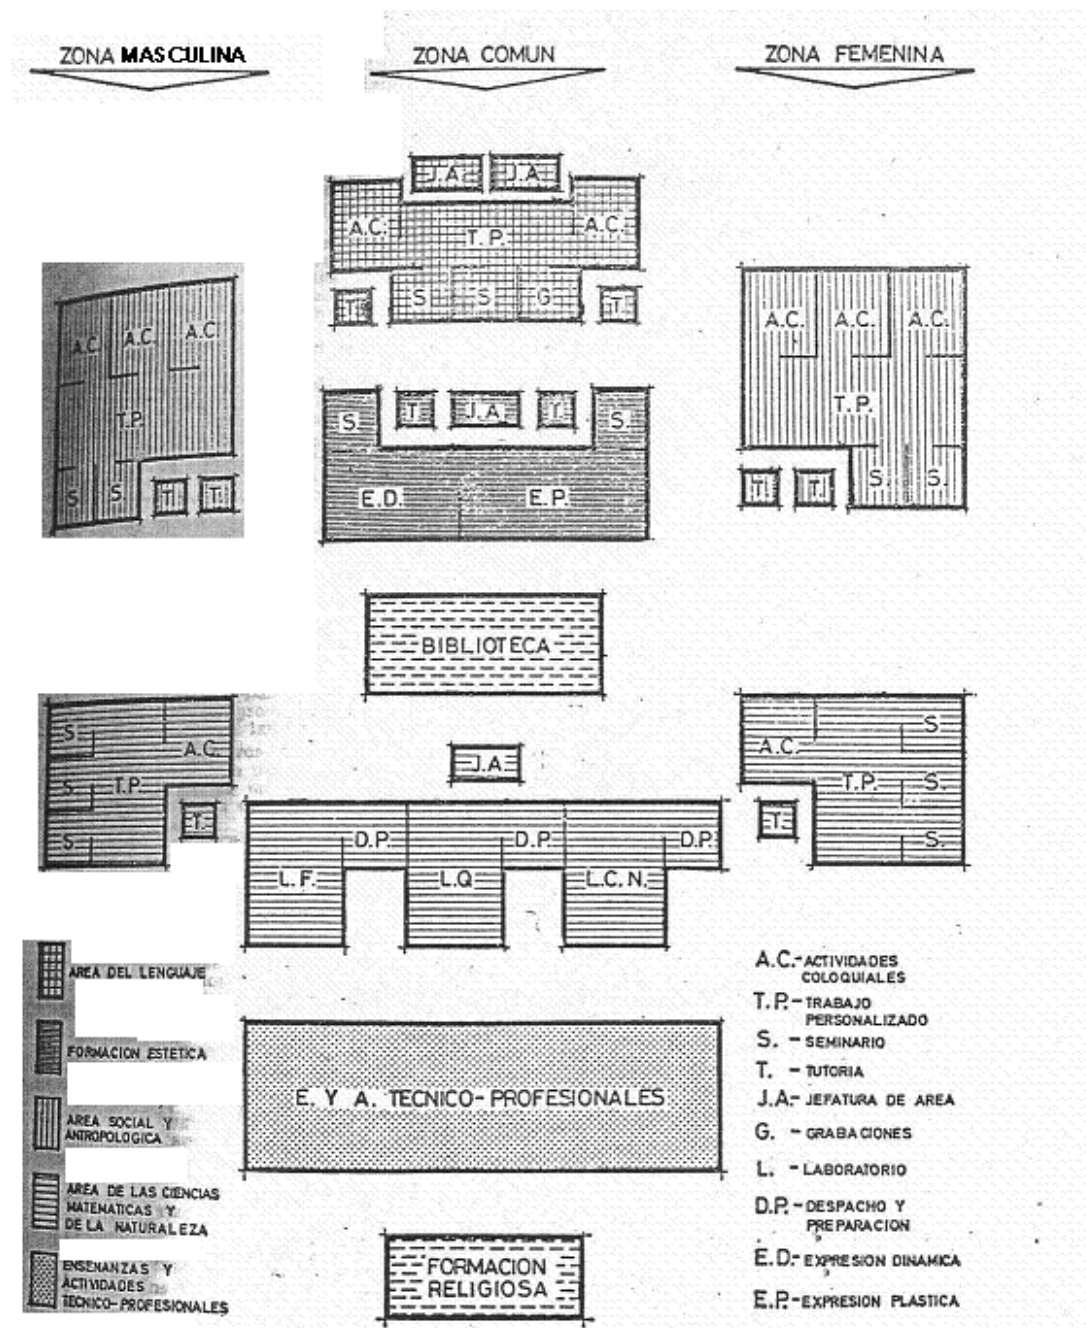 ZONA MASCULINA
ZONA COMUN
ZONA FEMENINA
J.A.
J.A.
A.C.
T.P.
A.C.
T.
S
S
G
T.
A.C.
A.C.
A.C.
T.P.
S
S
T.
T.
A.C.
A.C.
A.C.
T.P.
T.
T.
S.
S.
S.
T.
J.A.
T.
S.
E.D.
E.P.
BIBLIOTECA
S
A.C.
S
T.P.
S
T.
J.A
D.P.
D.P.
D.P.
L.F.
L.Q
L.C.N.
S.
A.C.
T.P.
S.
T.
S.
AREA DEL LENGUAJE
FORMACION ESTETICA
AREA SOCIAL Y
ANTROPOLOGICA
AREA DE LAS CIENCIAS
MATEMATICAS Y
DE LA NATURALEZA
ENSEÑANZAS Y
ACTIVIDADES
TECNICO-PROFESIONALES
E. Y A. TECNICO-PROFESIONALES
FORMACION
RELIGIOSA
A.C.-ACTIVIDADES
COLOQUIALES
T.P.-TRABAJO
PERSONALIZADO
S. - SEMINARIO
T. - TUTORIA
J.A.- JEFATURA DE AREA
G. - GRABACIONES
L. - LABORATORIO
D.P.-DESPACHO Y
PREPARACION
E.D.-EXPRESION DINAMICA
E.P.-EXPRESION PLASTICA